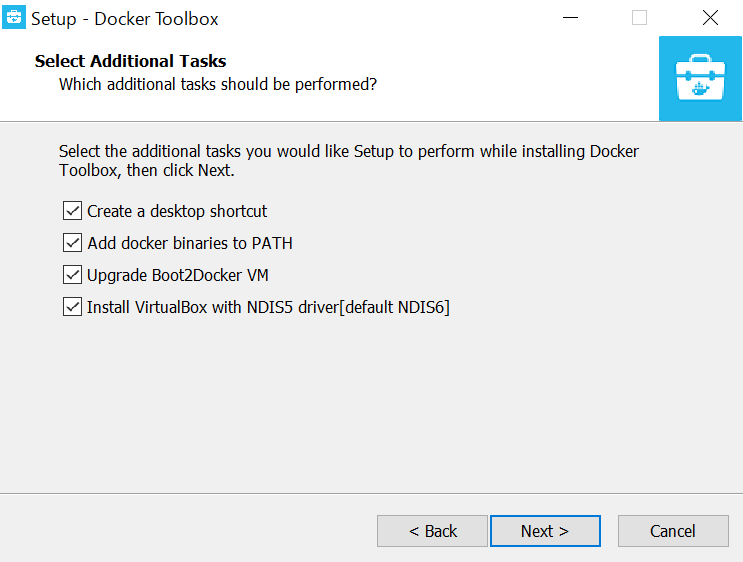 Setup - Docker Toolbox
Select Additional Tasks
Which additional tasks should be performed?
Select the additional tasks you would like Setup to perform while installing Docker
Toolbox, then click Next.
Create a desktop shortcut
Add docker binaries to PATH
Upgrade Boot2Docker VM
Install VirtualBox with NDIS5 driver[default NDIS6]
< Back
Next >
Cancel